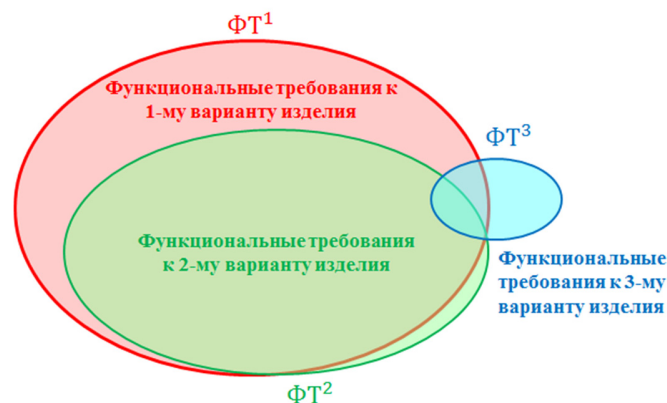 ФТ¹
Функциональные требования к
1-му варианту изделия
ФТ³
Функциональные требования
к 2-му варианту изделия
Функциональные
требования к 3-му
варианту изделия
ФТ²